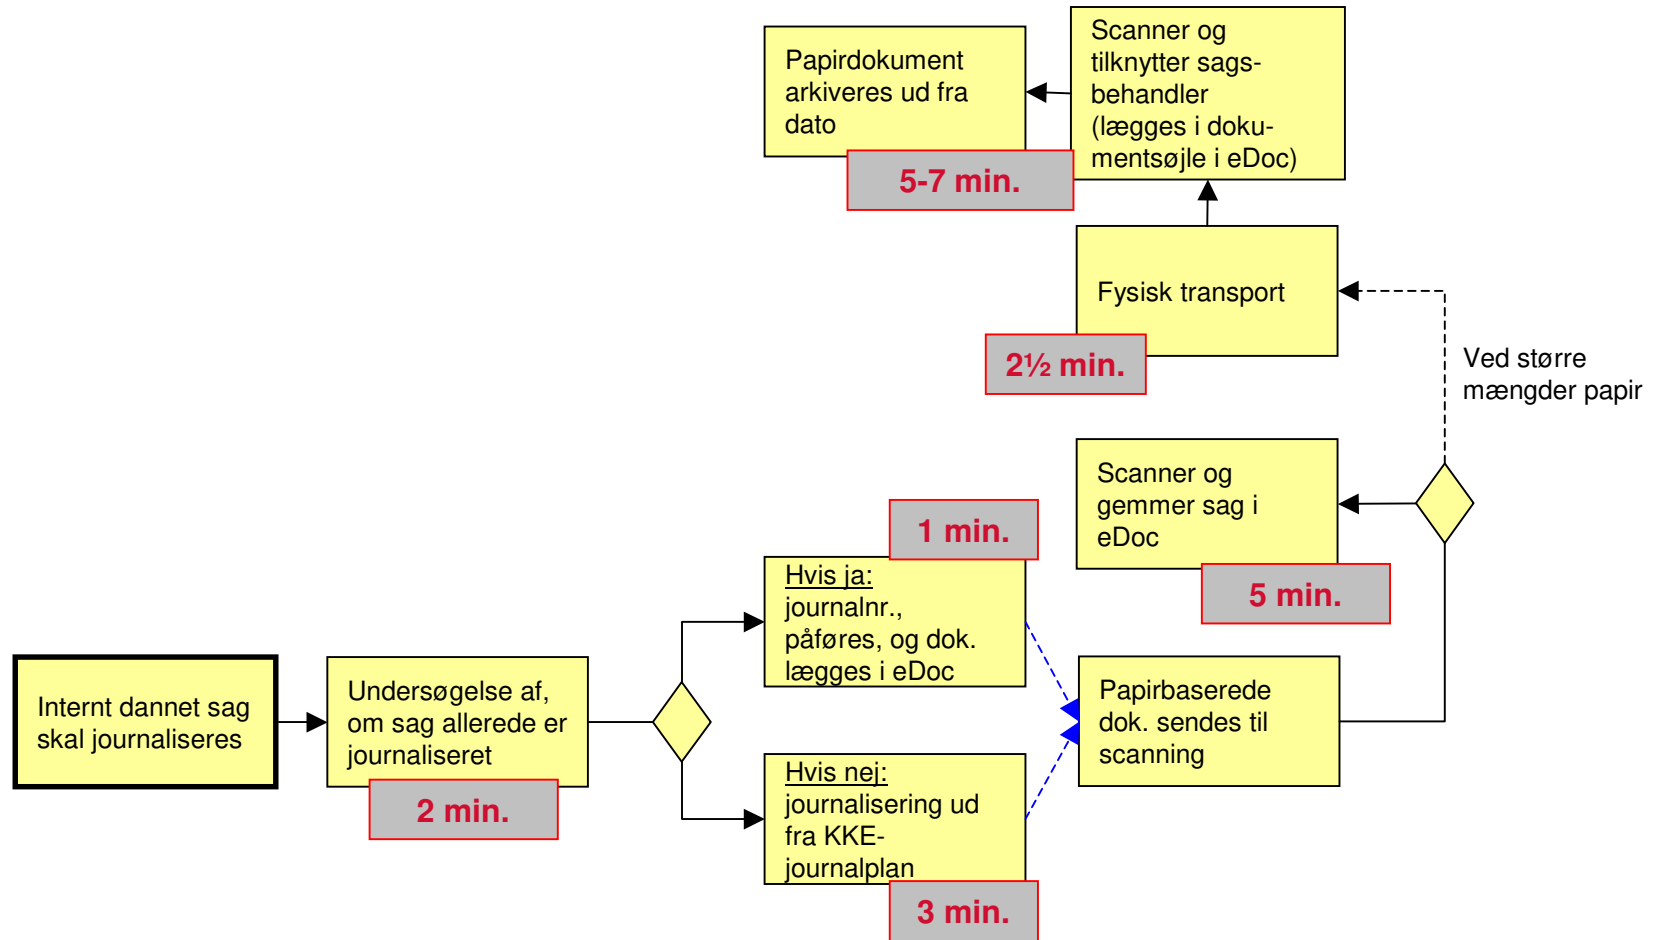 Papirdokument
arkiveres ud fra
dato
5-7 min.
Scanner og
tilknytter sags-
behandler
(lægges i doku-
mentsøjle i eDoc)
Fysisk transport
2½ min.
Ved større
mængder papir
Scanner og
gemmer sag i
eDoc
5 min.
1 min.
Hvis ja:
journalnr.,
påføres, og dok.
lægges i eDoc
Internt dannet sag
skal journaliseres
Undersøgelse af,
om sag allerede er
journaliseret
2 min.
Papirbaserede
dok. sendes til
scanning
Hvis nej:
journalisering ud
fra KKE-
journalplan
3 min.